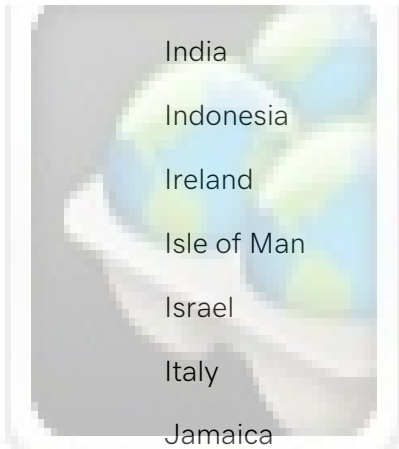 India
Indonesia
Ireland
Isle of Man
Israel
Italy
Jamaica